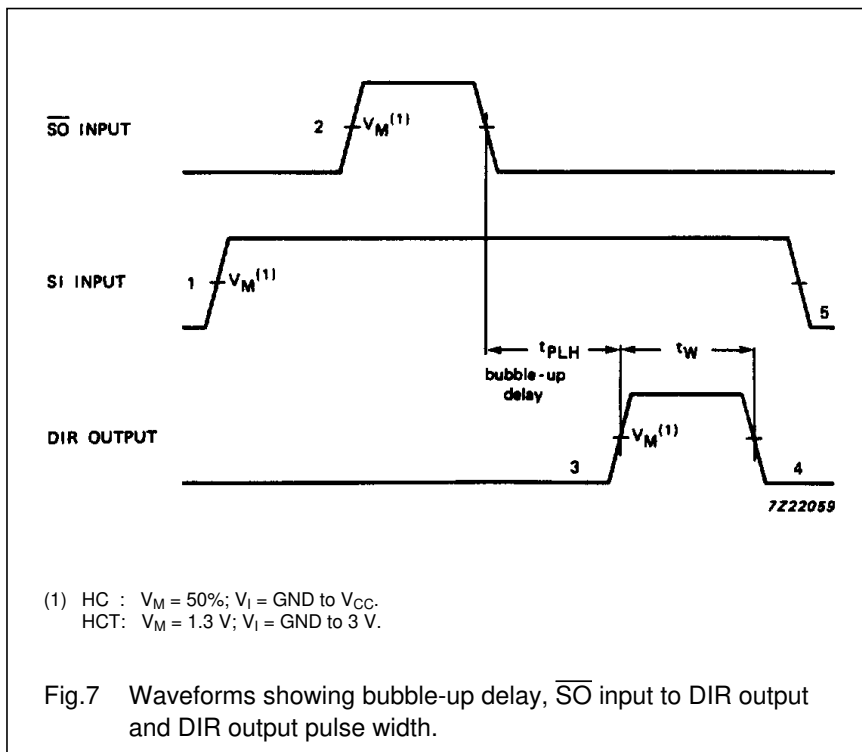 2 V_M^(1)
S̅O̅ INPUT
SI INPUT 1 V_M^(1)
5
t_PLH t_W
bubble-up
delay
DIR OUTPUT V_M^(1)
3 4
7Z22059
(1) HC : V_M = 50%; V_I = GND to V_CC.
HCT: V_M = 1.3 V; V_I = GND to 3 V.
Fig.7 Waveforms showing bubble-up delay, S̅O̅ input to DIR output
and DIR output pulse width.